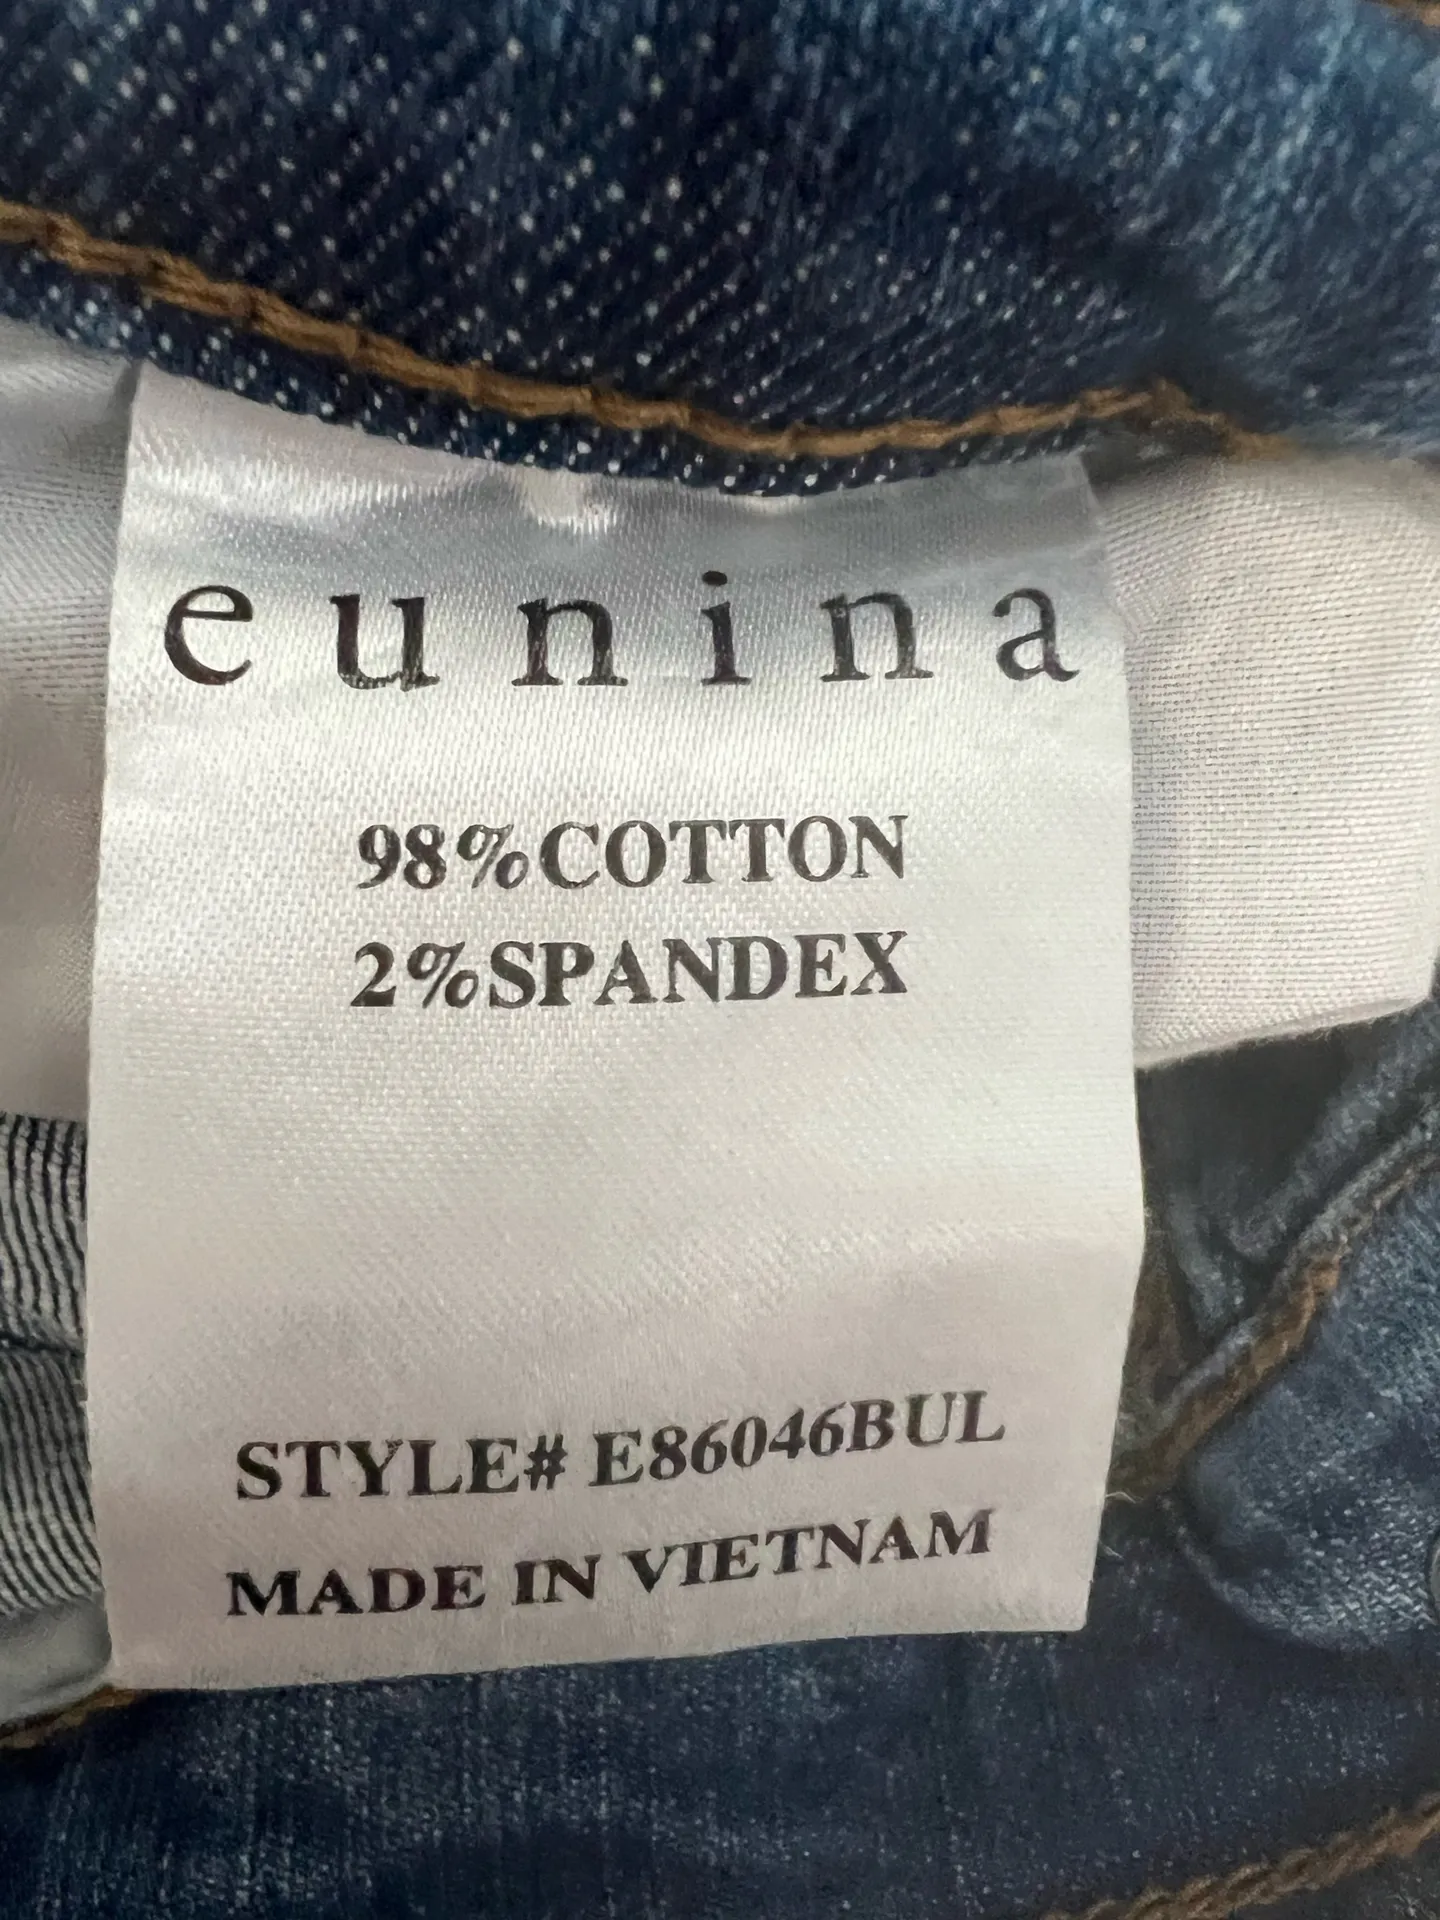 eunina
98%COTTON
2%SPANDEX
STYLE# E86046BUL
MADE IN VIETNAM